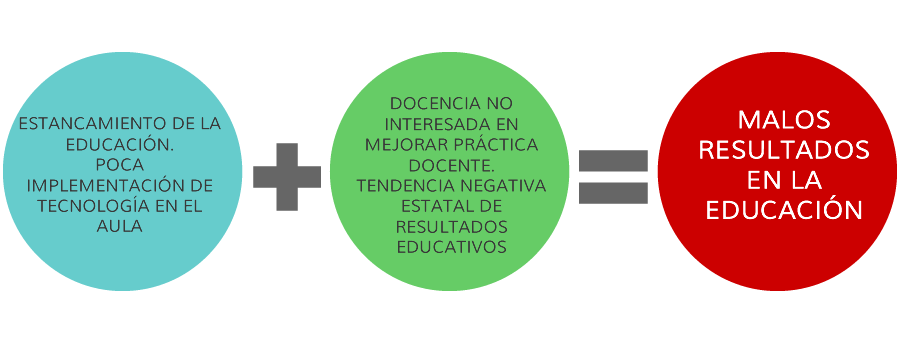 ESTANCAMIENTO DE LA
EDUCACIÓN.
POCA
IMPLEMENTACIÓN DE
TECNOLOGÍA EN EL
AULA
DOCENCIA NO
INTERESADA EN
MEJORAR PRÁCTICA
DOCENTE.
TENDENCIA NEGATIVA
ESTATAL DE
RESULTADOS
EDUCATIVOS
MALOS
RESULTADOS
EN LA
EDUCACIÓN